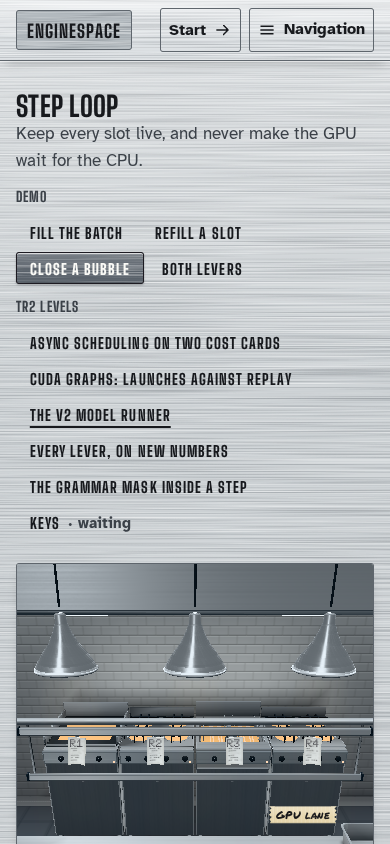 ENGINESPACE
Start →
Navigation
STEP LOOP
Keep every slot live, and never make the GPU
wait for the CPU.
DEMO
FILL THE BATCH
REFILL A SLOT
CLOSE A BUBBLE
BOTH LEVERS
TR2 LEVELS
ASYNC SCHEDULING ON TWO COST CARDS
CUDA GRAPHS: LAUNCHES AGAINST REPLAY
THE V2 MODEL RUNNER
EVERY LEVER, ON NEW NUMBERS
THE GRAMMAR MASK INSIDE A STEP
KEYS · waiting
R1 R2 R3 R4
GPU LANE